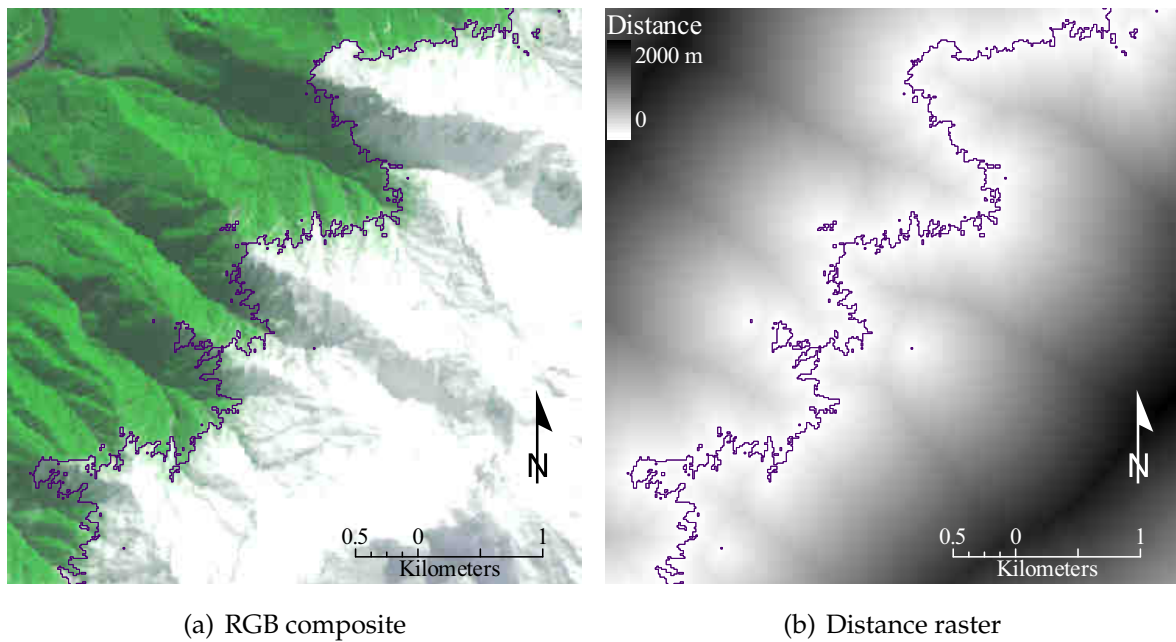 N
0.5 0 1
Kilometers
Distance
2000 m
0
N
0.5 0 1
Kilometers
(a) RGB composite
(b) Distance raster